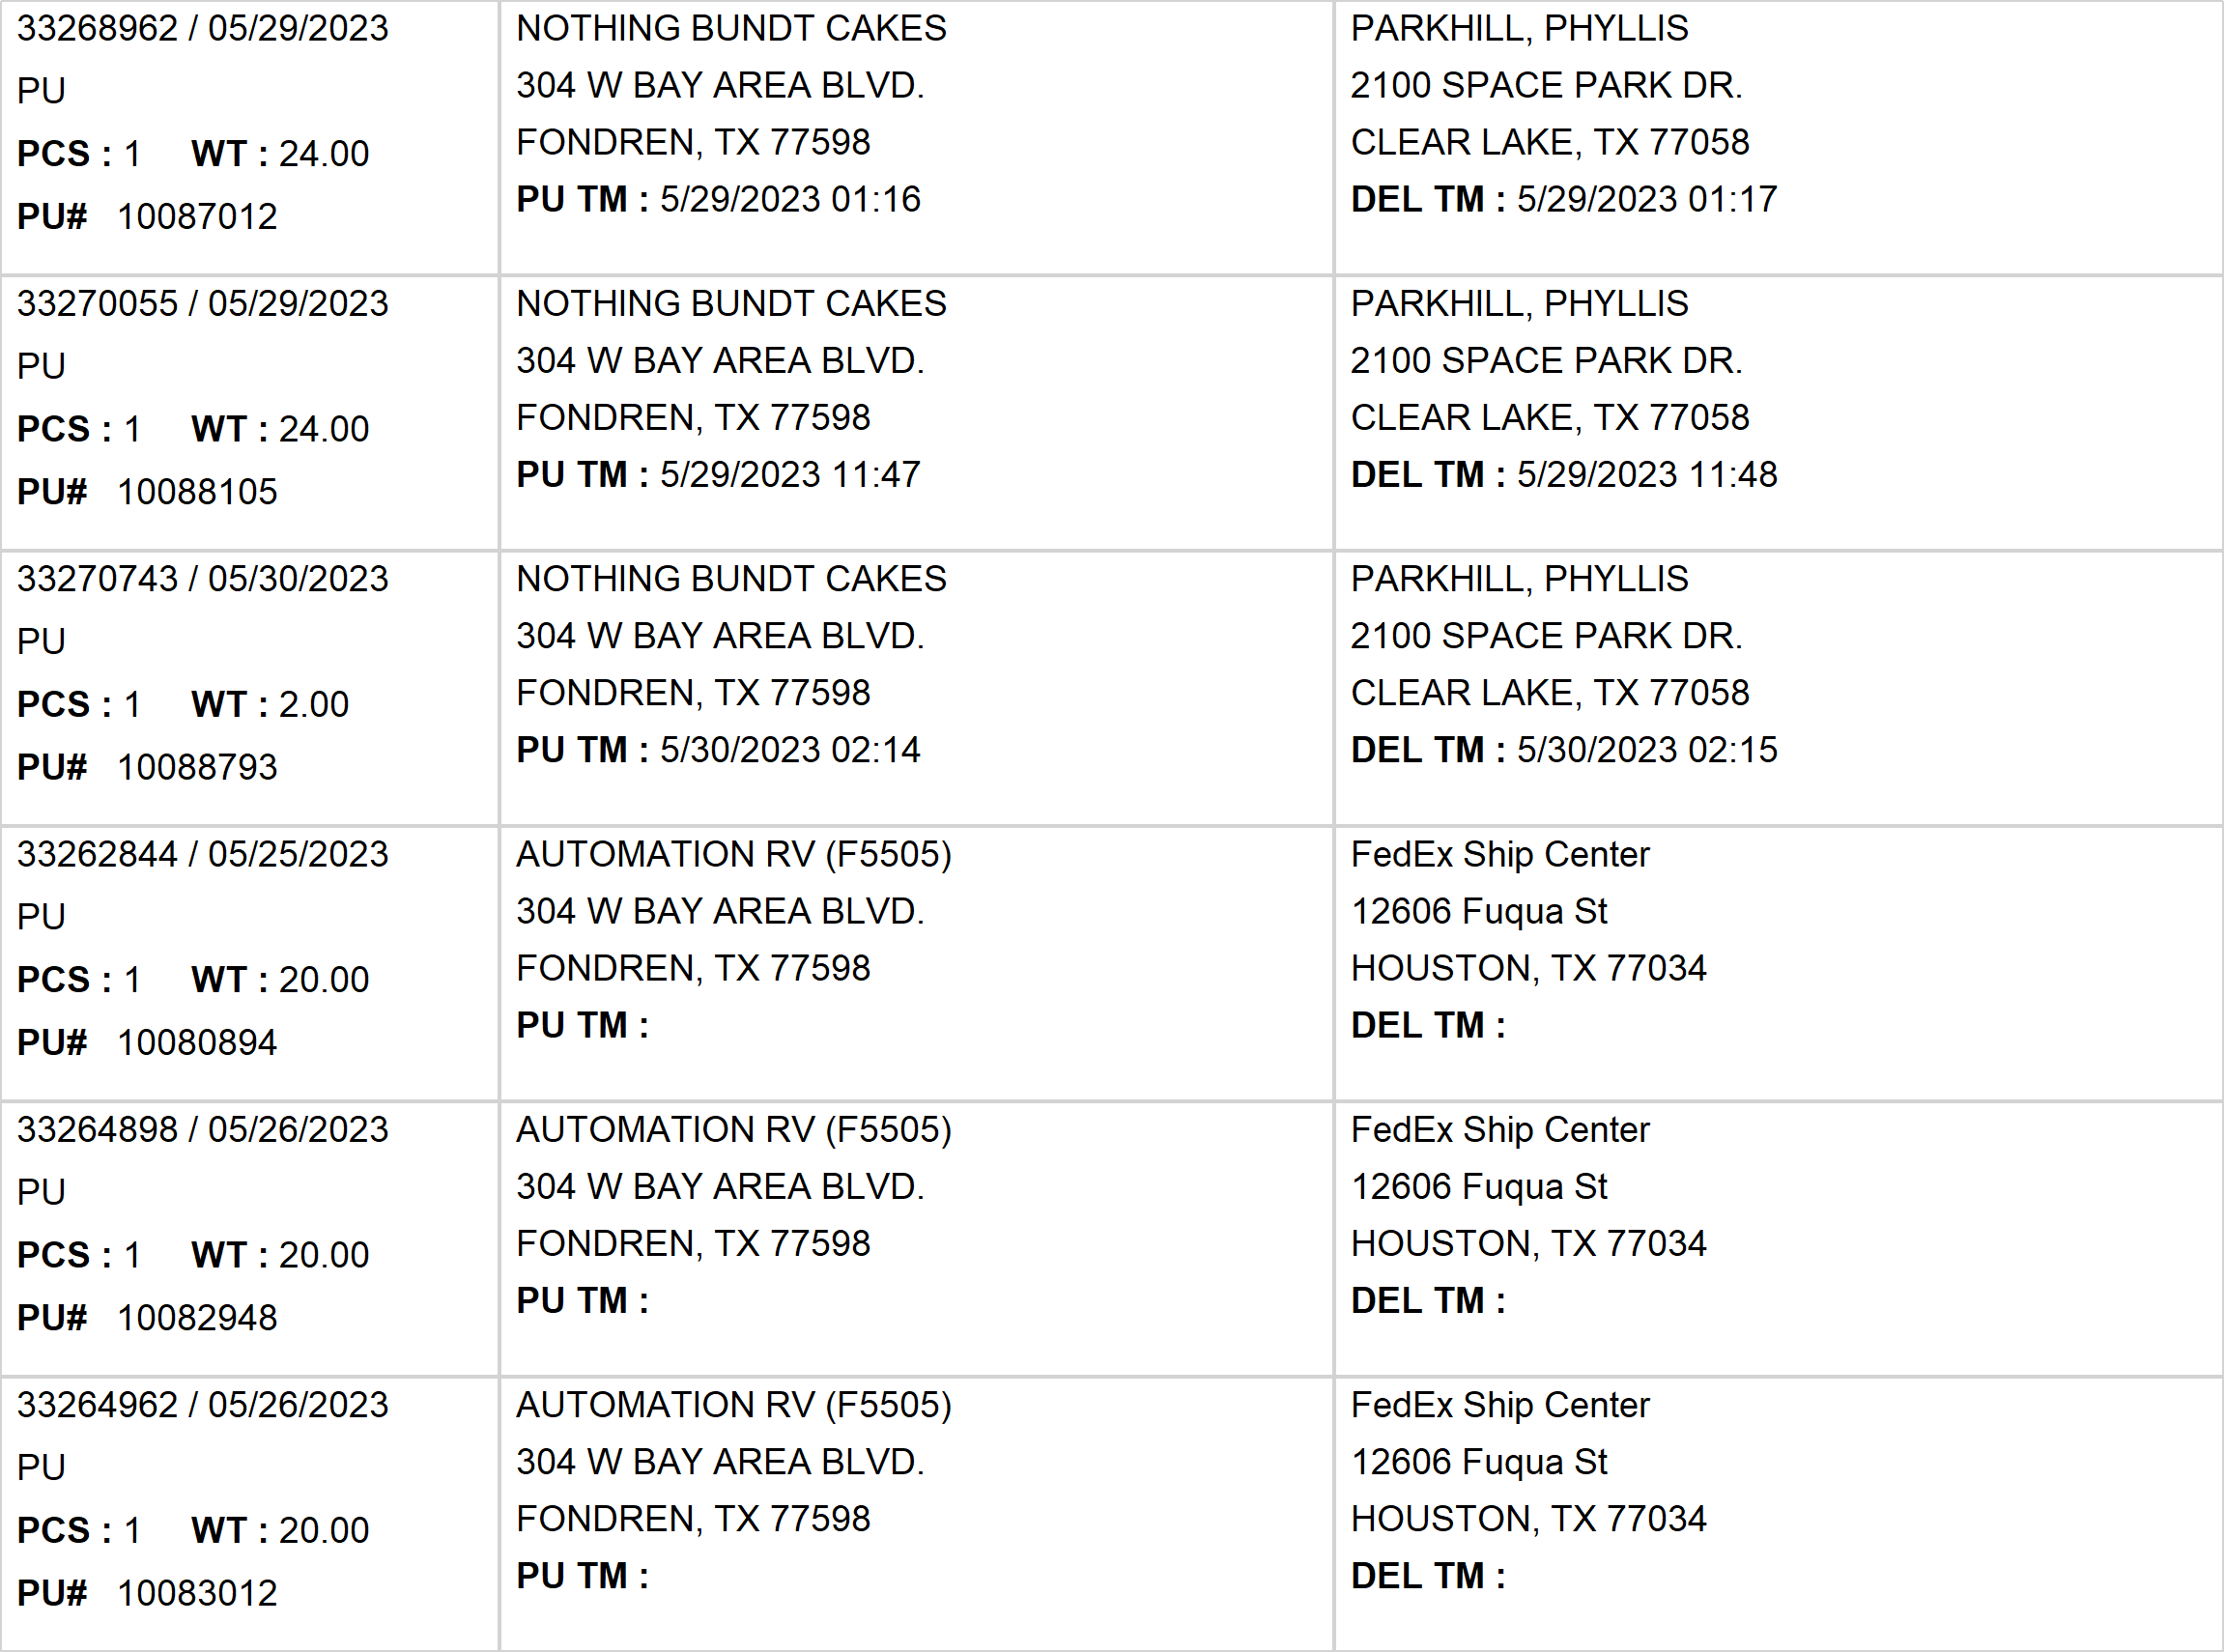 33268962 / 05/29/2023
PU
PCS : 1 WT : 24.00
PU# 10087012
NOTHING BUNDT CAKES
304 W BAY AREA BLVD.
FONDREN, TX 77598
PU TM : 5/29/2023 01:16
PARKHILL, PHYLLIS
2100 SPACE PARK DR.
CLEAR LAKE, TX 77058
DEL TM : 5/29/2023 01:17
33270055 / 05/29/2023
PU
PCS : 1 WT : 24.00
PU# 10088105
NOTHING BUNDT CAKES
304 W BAY AREA BLVD.
FONDREN, TX 77598
PU TM : 5/29/2023 11:47
PARKHILL, PHYLLIS
2100 SPACE PARK DR.
CLEAR LAKE, TX 77058
DEL TM : 5/29/2023 11:48
33270743 / 05/30/2023
PU
PCS : 1 WT : 2.00
PU# 10088793
NOTHING BUNDT CAKES
304 W BAY AREA BLVD.
FONDREN, TX 77598
PU TM : 5/30/2023 02:14
PARKHILL, PHYLLIS
2100 SPACE PARK DR.
CLEAR LAKE, TX 77058
DEL TM : 5/30/2023 02:15
33262844 / 05/25/2023
PU
PCS : 1 WT : 20.00
PU# 10080894
AUTOMATION RV (F5505)
304 W BAY AREA BLVD.
FONDREN, TX 77598
PU TM :
FedEx Ship Center
12606 Fuqua St
HOUSTON, TX 77034
DEL TM :
33264898 / 05/26/2023
PU
PCS : 1 WT : 20.00
PU# 10082948
AUTOMATION RV (F5505)
304 W BAY AREA BLVD.
FONDREN, TX 77598
PU TM :
FedEx Ship Center
12606 Fuqua St
HOUSTON, TX 77034
DEL TM :
33264962 / 05/26/2023
PU
PCS : 1 WT : 20.00
PU# 10083012
AUTOMATION RV (F5505)
304 W BAY AREA BLVD.
FONDREN, TX 77598
PU TM :
FedEx Ship Center
12606 Fuqua St
HOUSTON, TX 77034
DEL TM :